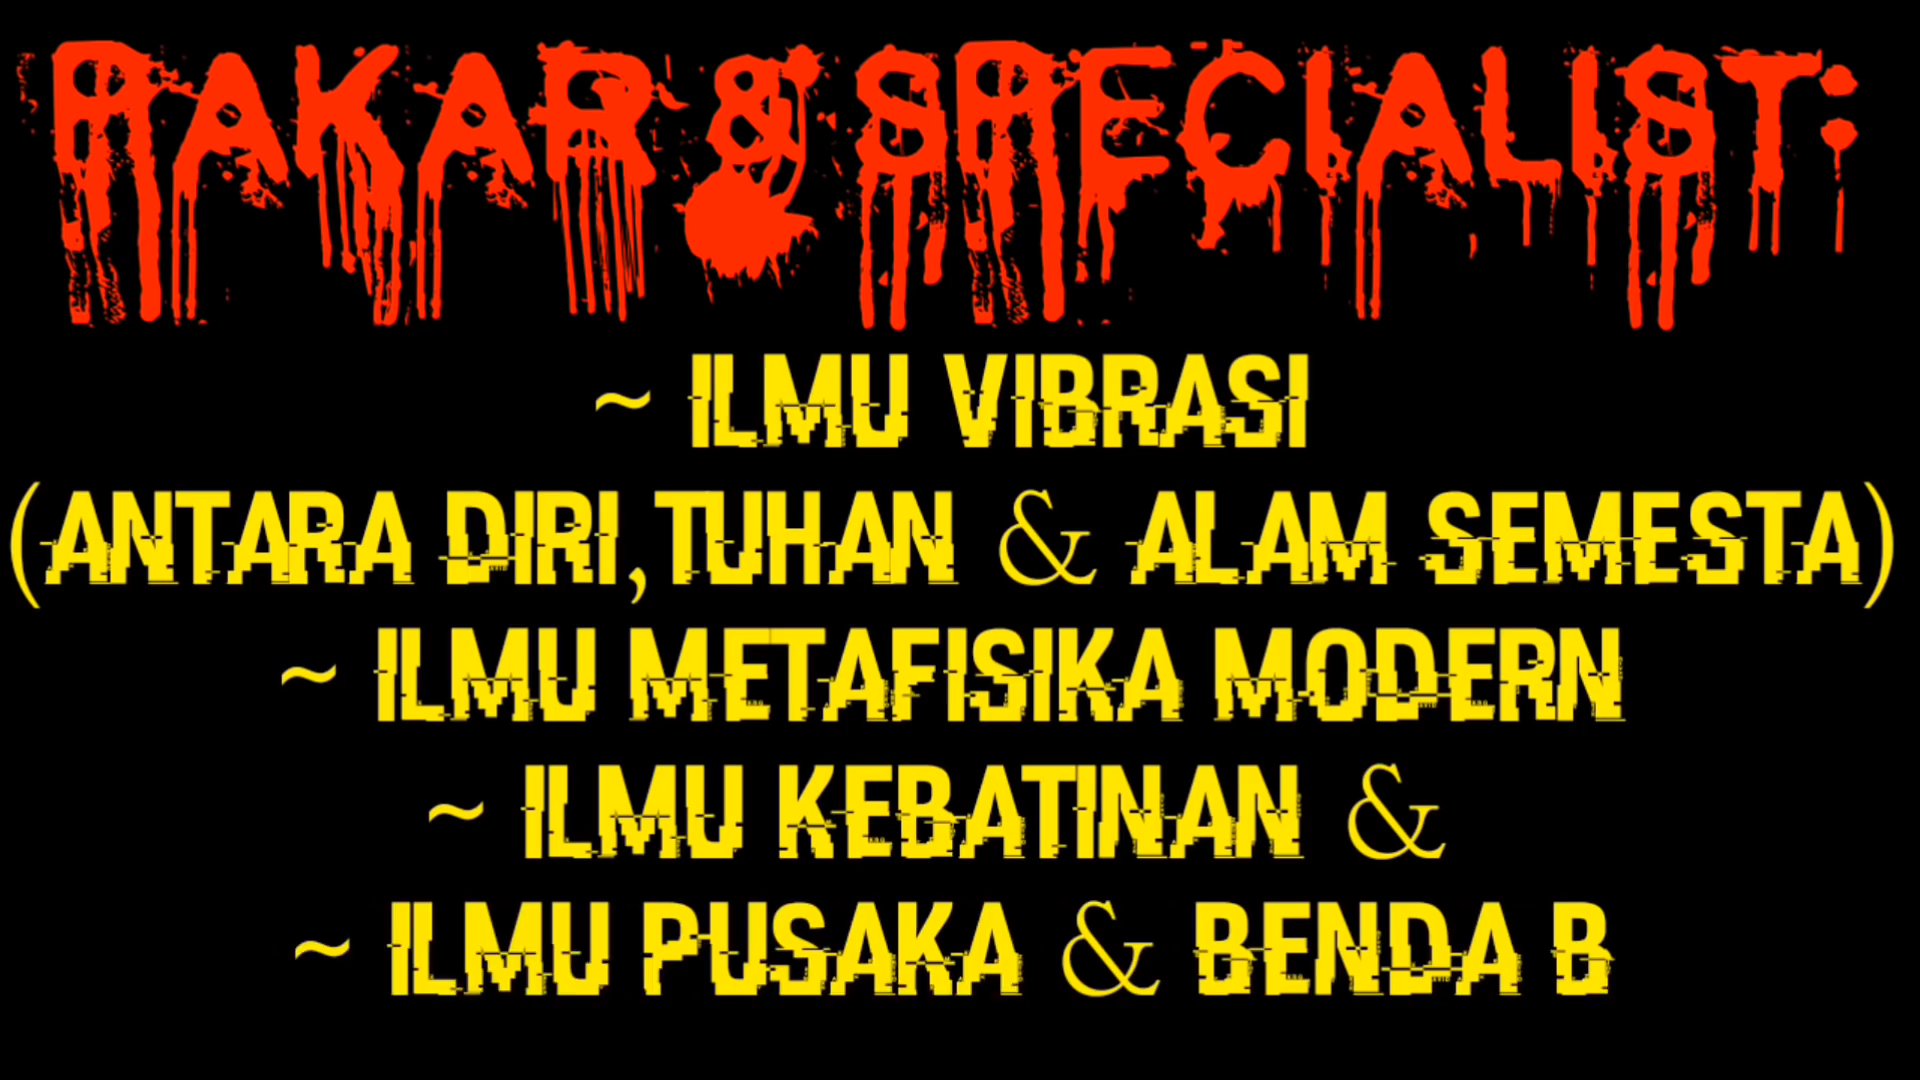 PAKAR & SPECIALIST:
~ ILMU VIBRASI
(ANTARA DIRI,TUHAN & ALAM SEMESTA)
~ ILMU METAFISIKA MODERN
~ ILMU KEBATINAN &
~ ILMU PUSAKA & BENDA B